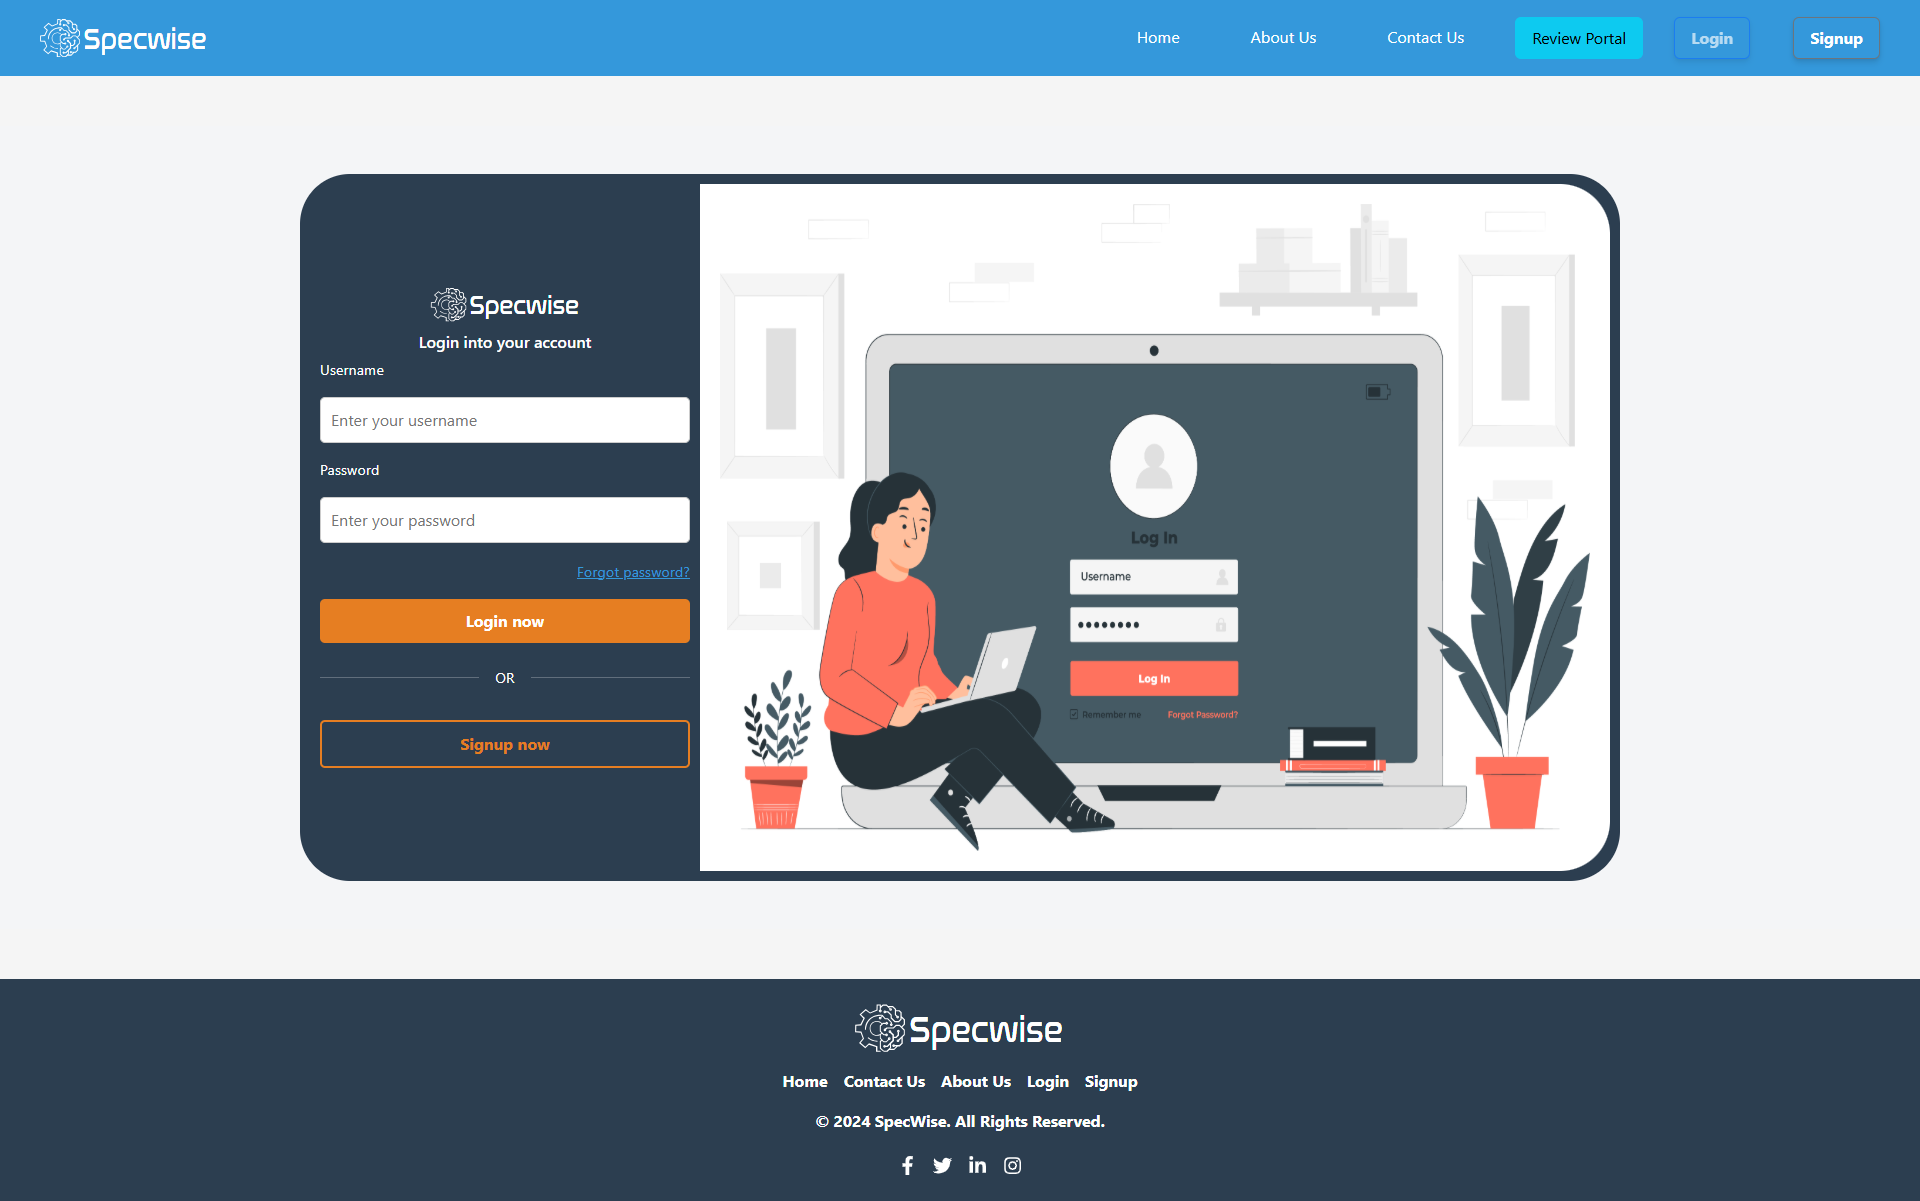 Specwise
Home About Us Contact Us Review Portal Login Signup
Specwise
Login into your account
Username
Enter your username
Password
Enter your password
Forgot password?
Login now
OR
Signup now
Log In
Username
Log In
Remember me Forgot Password?
Specwise
Home Contact Us About Us Login Signup
© 2024 SpecWise. All Rights Reserved.